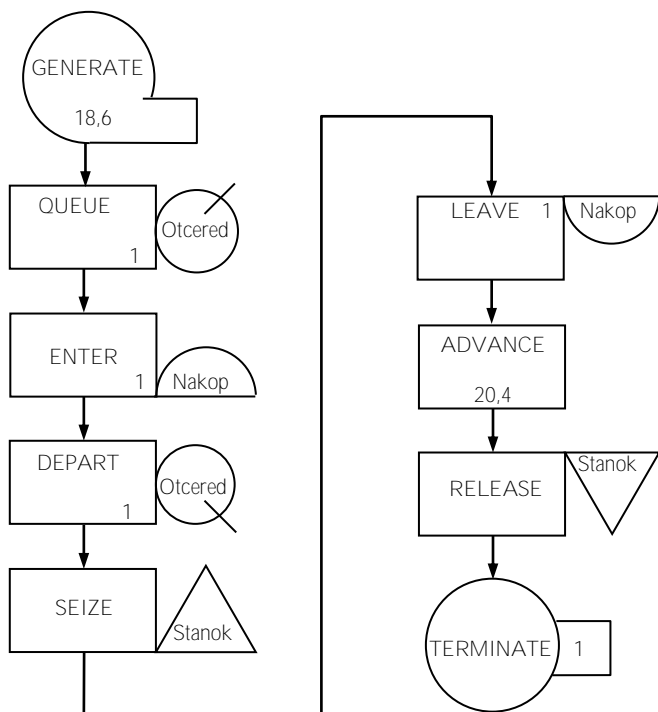 GENERATE
18,6
QUEUE
1
Otcered
ENTER
1
Nakop
DEPART
1
Otcered
SEIZE
Stanok
LEAVE 1
Nakop
ADVANCE
20,4
RELEASE
Stanok
TERMINATE 1